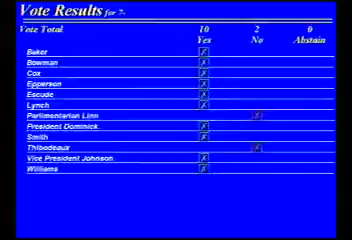 Vote Results for 7-
Vote Total 10 2 0
Yes No Abstain
Baker
Bowman
Cox
Epperson
Escude
Lynch
Parlimentarian Linn
President Dominick.
Smith
Thibodeaux
Vice President Johnson.
Williams